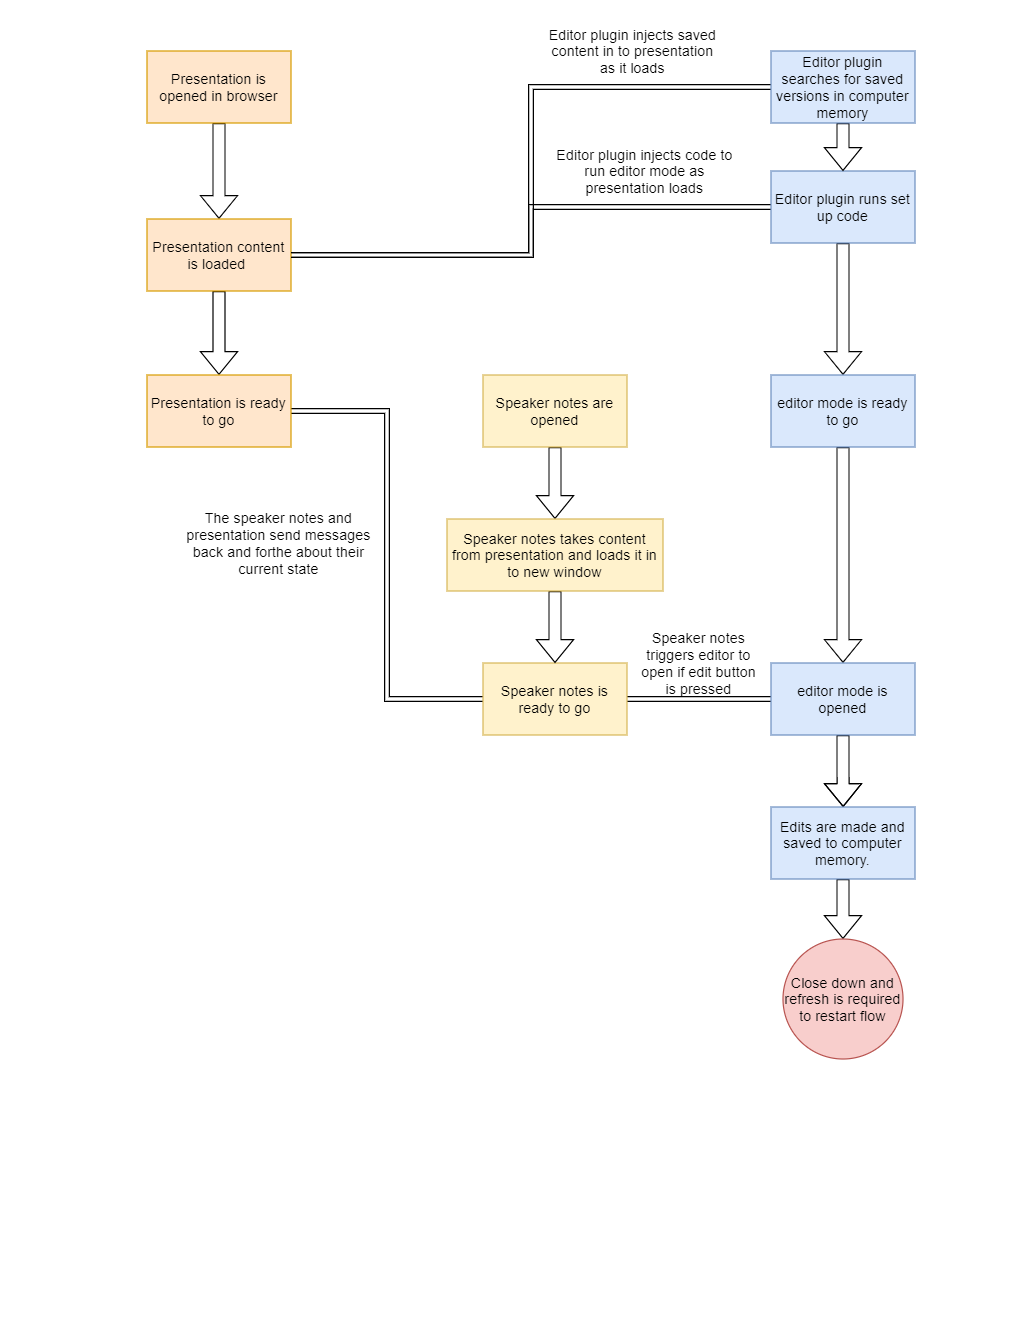 Editor plugin injects saved
content in to presentation
as it loads
Presentation is
opened in browser
Editor plugin
searches for saved
versions in computer
memory
Editor plugin injects code to
run editor mode as
presentation loads
Editor plugin runs set
up code
Presentation content
is loaded
Presentation is ready
to go
Speaker notes are
opened
editor mode is ready
to go
The speaker notes and
presentation send messages
back and forthe about their
current state
Speaker notes takes content
from presentation and loads it in
to new window
Speaker notes
triggers editor to
open if edit button
is pressed
Speaker notes is
ready to go
editor mode is
opened
Edits are made and
saved to computer
memory.
Close down and
refresh is required
to restart flow